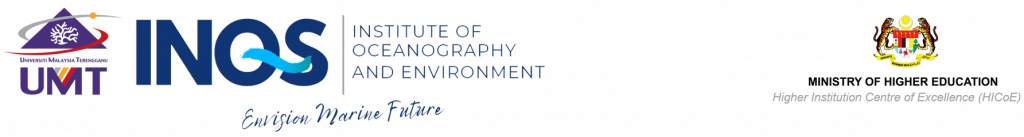 UNIVERSITI MALAYSIA TERENGGANU
UMT
INOS
INSTITUTE OF
OCEANOGRAPHY
AND ENVIRONMENT
Envision Marine Future
MINISTRY OF HIGHER EDUCATION
Higher Institution Centre of Excellence (HICoE)